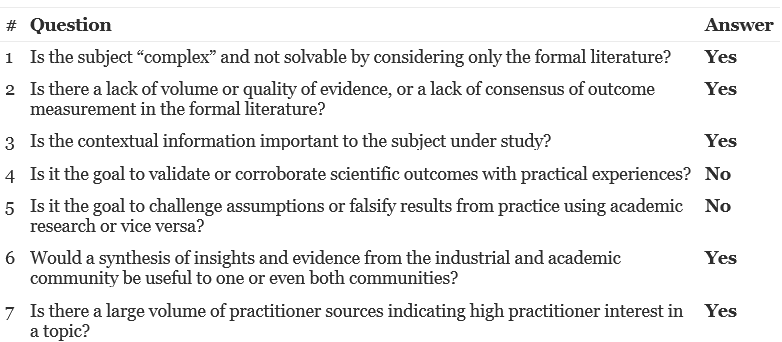 # Question Answer
1 Is the subject “complex” and not solvable by considering only the formal literature? Yes
2 Is there a lack of volume or quality of evidence, or a lack of consensus of outcome Yes
measurement in the formal literature?
3 Is the contextual information important to the subject under study? Yes
4 Is it the goal to validate or corroborate scientific outcomes with practical experiences? No
5 Is it the goal to challenge assumptions or falsify results from practice using academic No
research or vice versa?
6 Would a synthesis of insights and evidence from the industrial and academic Yes
community be useful to one or even both communities?
7 Is there a large volume of practitioner sources indicating high practitioner interest in Yes
a topic?